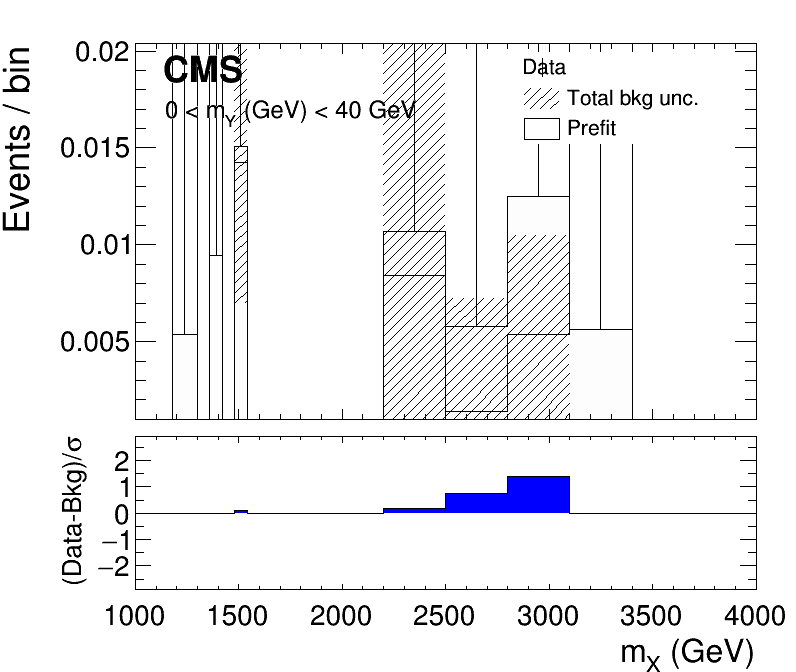 Events / bin
0.02
0.015
0.01
0.005
CMS
0 < mY (GeV) < 40 GeV
Data
Total bkg unc.
Prefit
(Data-Bkg)/σ
2
1
0
−1
−2
1000 1500 2000 2500 3000 3500 4000
mX (GeV)